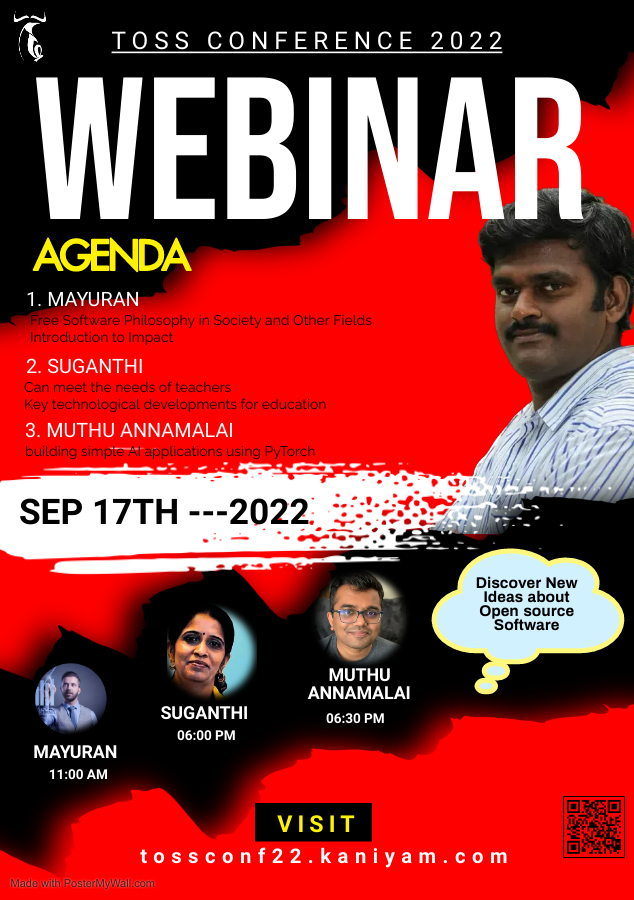 TOSS CONFERENCE 2022
WEBINAR
AGENDA
1. MAYURAN
Free Software Philosophy in Society and Other Fields
Introduction to Impact
2. SUGANTHI
Can meet the needs of teachers
Key technological developments for education
3. MUTHU ANNAMALAI
building simple AI applications using PyTorch
SEP 17TH ---2022
Discover New
Ideas about
Open source
Software
MUTHU
ANNAMALAI
06:30 PM
SUGANTHI
06:00 PM
MAYURAN
11:00 AM
VISIT
tossconf22.kaniyam.com
Made with PosterMyWall.com